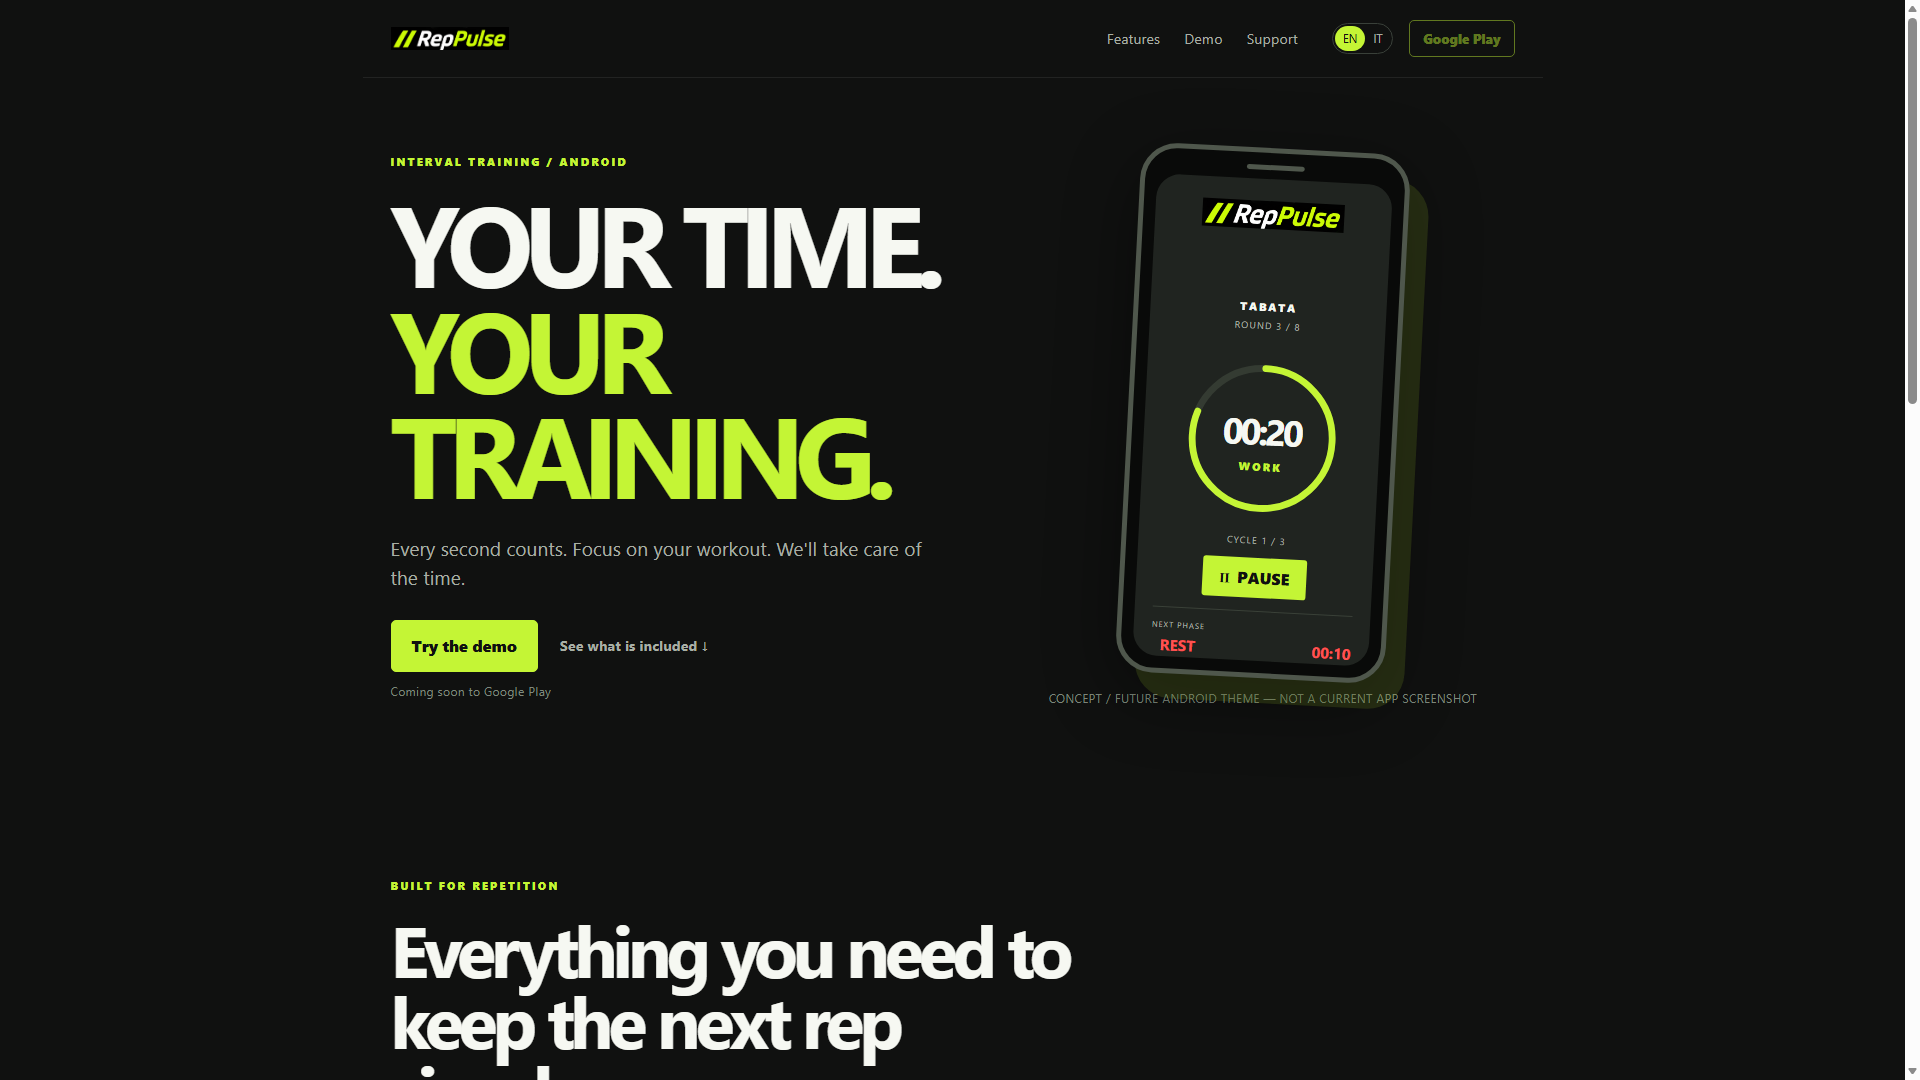 RepPulse
Features
Demo
Support
EN
IT
Google Play
INTERVAL TRAINING / ANDROID
YOUR TIME.
YOUR
TRAINING.
Every second counts. Focus on your workout. We'll take care of
the time.
Try the demo
See what is included ↓
Coming soon to Google Play
RepPulse
TABATA
ROUND 3 / 8
00:20
WORK
CYCLE 1 / 3
II PAUSE
NEXT PHASE
REST
00:10
CONCEPT / FUTURE ANDROID THEME — NOT A CURRENT APP SCREENSHOT
BUILT FOR REPETITION
Everything you need to
keep the next rep